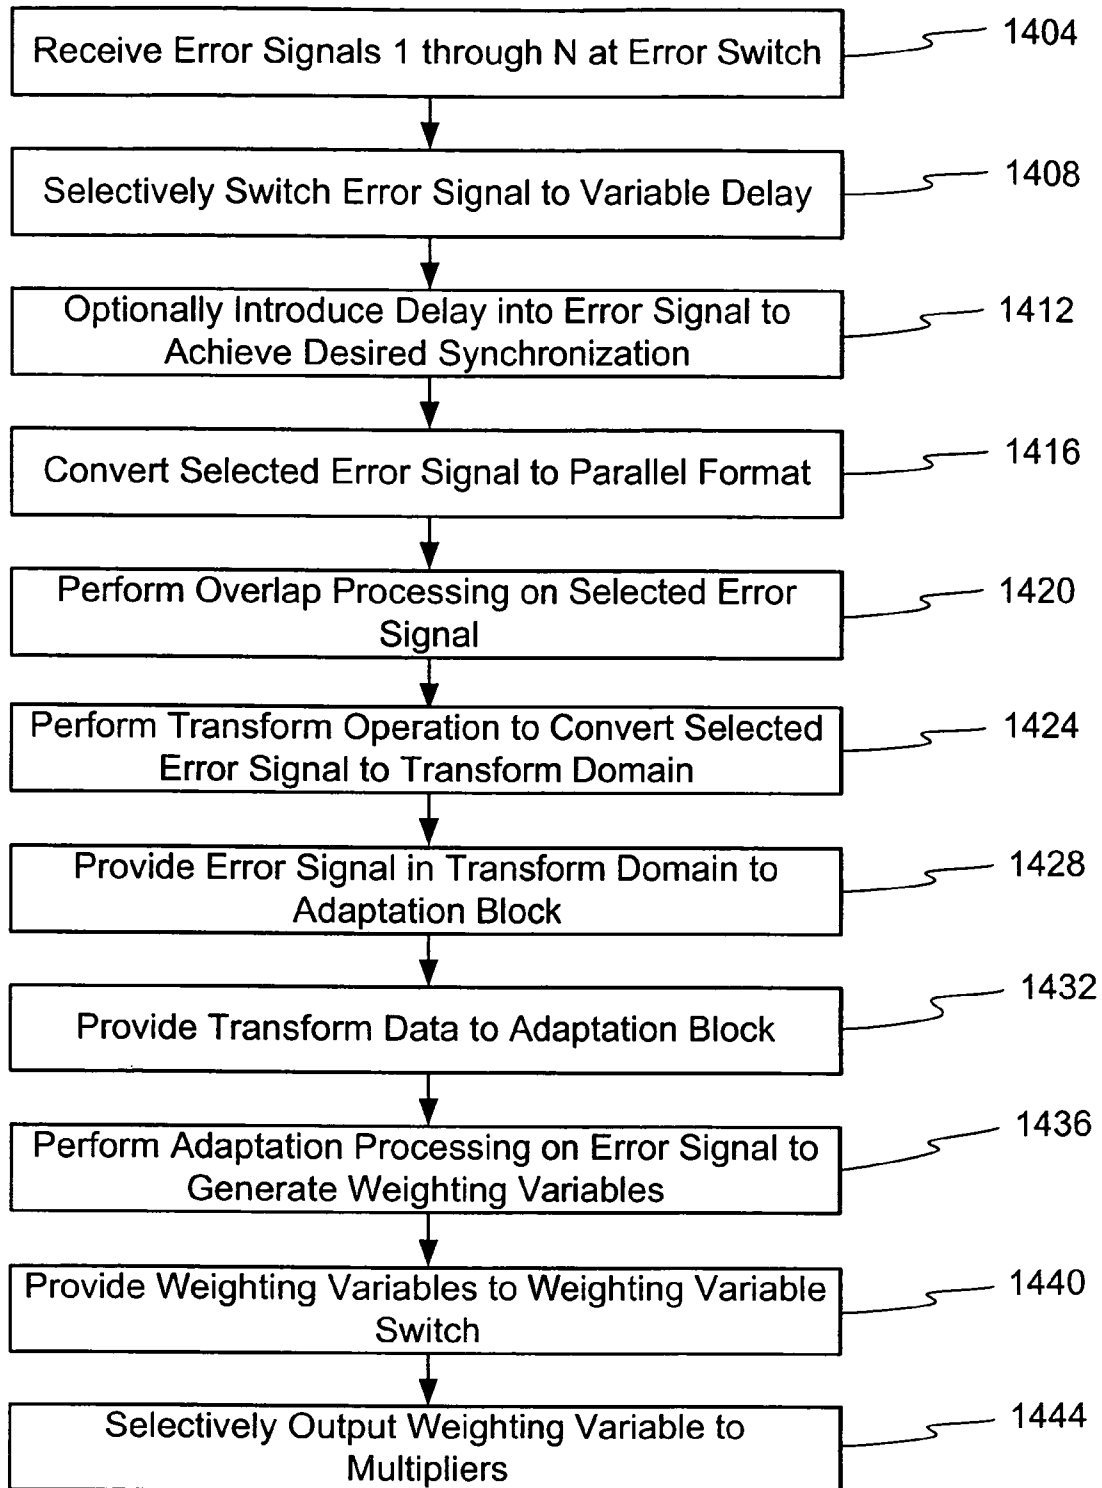 Receive Error Signals 1 through N at Error Switch
1404
Selectively Switch Error Signal to Variable Delay
1408
Optionally Introduce Delay into Error Signal to
Achieve Desired Synchronization
1412
Convert Selected Error Signal to Parallel Format
1416
Perform Overlap Processing on Selected Error
Signal
1420
Perform Transform Operation to Convert Selected
Error Signal to Transform Domain
1424
Provide Error Signal in Transform Domain to
Adaptation Block
1428
Provide Transform Data to Adaptation Block
1432
Perform Adaptation Processing on Error Signal to
Generate Weighting Variables
1436
Provide Weighting Variables to Weighting Variable
Switch
1440
Selectively Output Weighting Variable to
Multipliers
1444